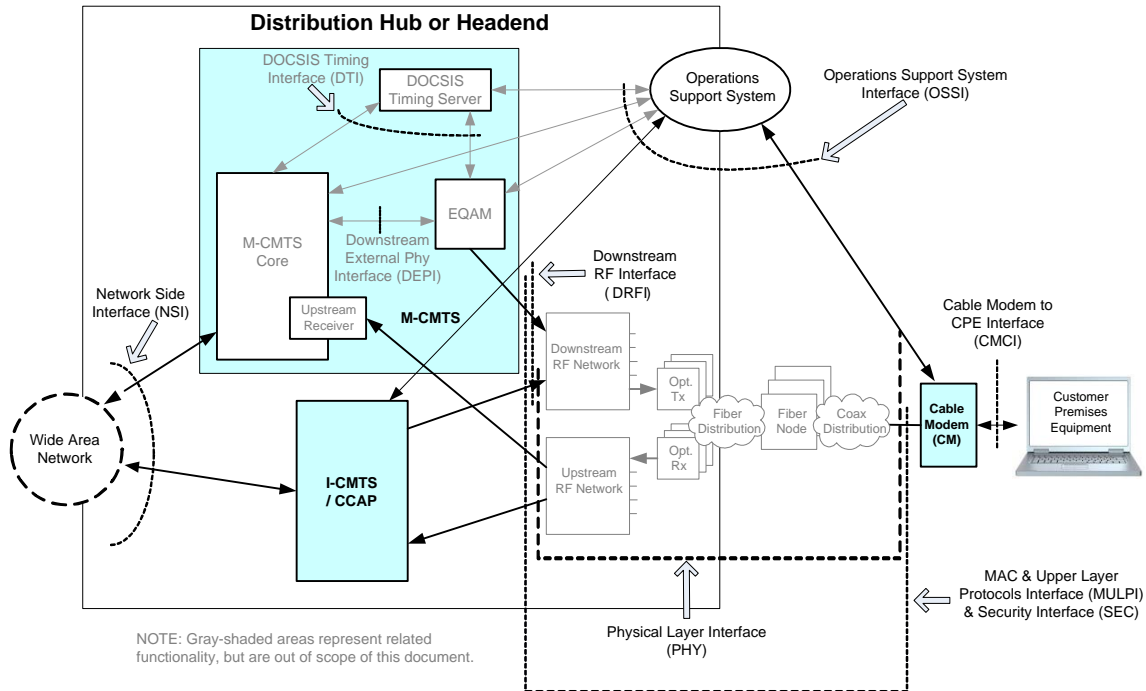 Distribution Hub or Headend
DOCSIS Timing
Interface (DTI)
DOCSIS
Timing Server
Operations
Support System
Operations Support System
Interface (OSSI)
M-CMTS
Core
EQAM
Downstream
External Phy
Interface (DEPI)
Upstream
Receiver
M-CMTS
Network Side
Interface (NSI)
Downstream
RF Interface
( DRFI)
Cable Modem to
CPE Interface
(CMCI)
Downstream
RF Network
Opt.
Tx
Fiber
Distribution
Fiber
Node
Coax
Distribution
Cable
Modem
(CM)
Customer
Premises
Equipment
Wide Area
Network
I-CMTS
/ CCAP
Upstream
RF Network
Opt.
Rx
MAC & Upper Layer
Protocols Interface (MULPI)
& Security Interface (SEC)
Physical Layer Interface
(PHY)
NOTE: Gray-shaded areas represent related
functionality, but are out of scope of this document.